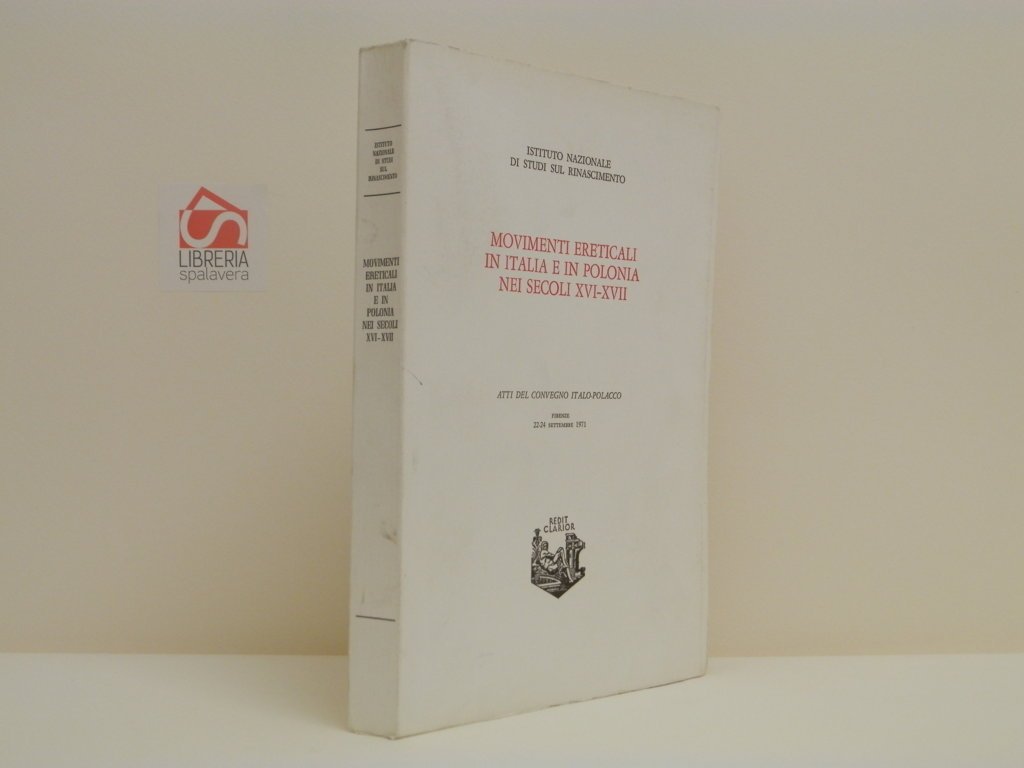 LIBRERIA
spalavera
ISTITUTO
NAZIONALE
DI STUDI
SUL
RINASCIMENTO
MOVIMENTI
ERETICALI
IN ITALIA
E IN
POLONIA
NEI SECOLI
XVI-XVII
ISTITUTO NAZIONALE
DI STUDI SUL RINASCIMENTO
MOVIMENTI ERETICALI
IN ITALIA E IN POLONIA
NEI SECOLI XVI-XVII
ATTI DEL CONVEGNO ITALO-POLACCO
FIRENZE
22-24 SETTEMBRE 1971
REDIT
CLARIOR